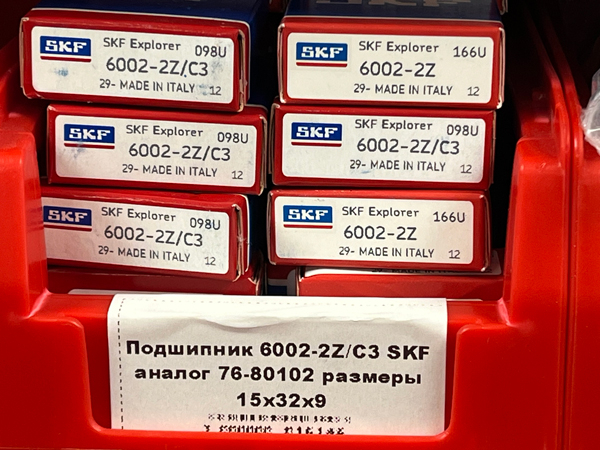 SKF
SKF Explorer 098U
6002-2Z/C3
29- MADE IN ITALY 12
SKF
SKF Explorer 166U
6002-2Z
29- MADE IN ITALY 12
SKF
SKF Explorer 098U
6002-2Z/C3
29- MADE IN ITALY 12
SKF
SKF Explorer 098U
6002-2Z/C3
29- MADE IN ITALY 12
SKF
SKF Explorer 098U
6002-2Z/C3
29- MADE IN ITALY 12
SKF
SKF Explorer 166U
6002-2Z
29- MADE IN ITALY 12
Подшипник 6002-2Z/C3 SKF
аналог 76-80102 размеры
15x32x9